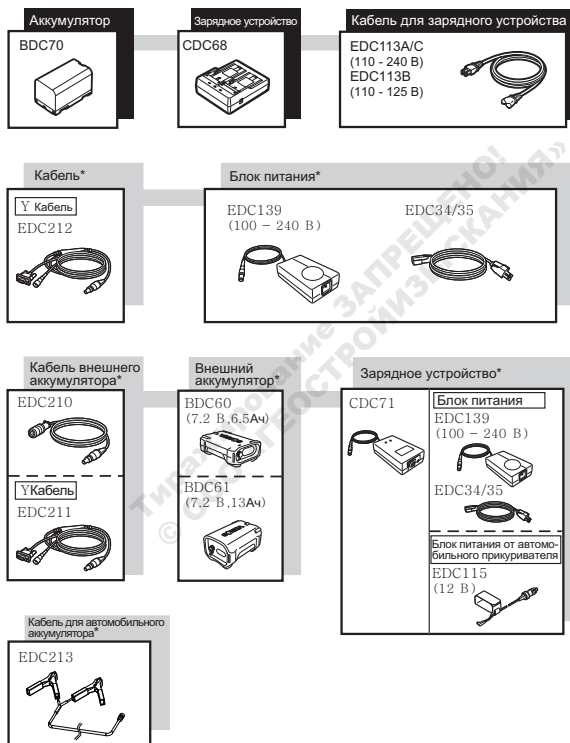 Аккумулятор
BDC70
Зарядное устройство
CDC68
Кабель для зарядного устройства
EDC113A/C
(110 - 240 В)
EDC113B
(110 - 125 В)
Кабель*
Y Кабель
EDC212
Блок питания*
EDC139
(100 - 240 В)
EDC34/35
Кабель внешнего
аккумулятора*
EDC210
YКабель
EDC211
Внешний
аккумулятор*
BDC60
(7.2 В,6.5Ач)
BDC61
(7.2 В,13Ач)
Зарядное устройство*
CDC71
Блок питания
EDC139
(100 - 240 В)
EDC34/35
Блок питания от автомо-
бильного прикуривателя
EDC115
(12 В)
Кабель для автомобильного
аккумулятора*
EDC213
Тиражирование ЗАПРЕЩЕНО!